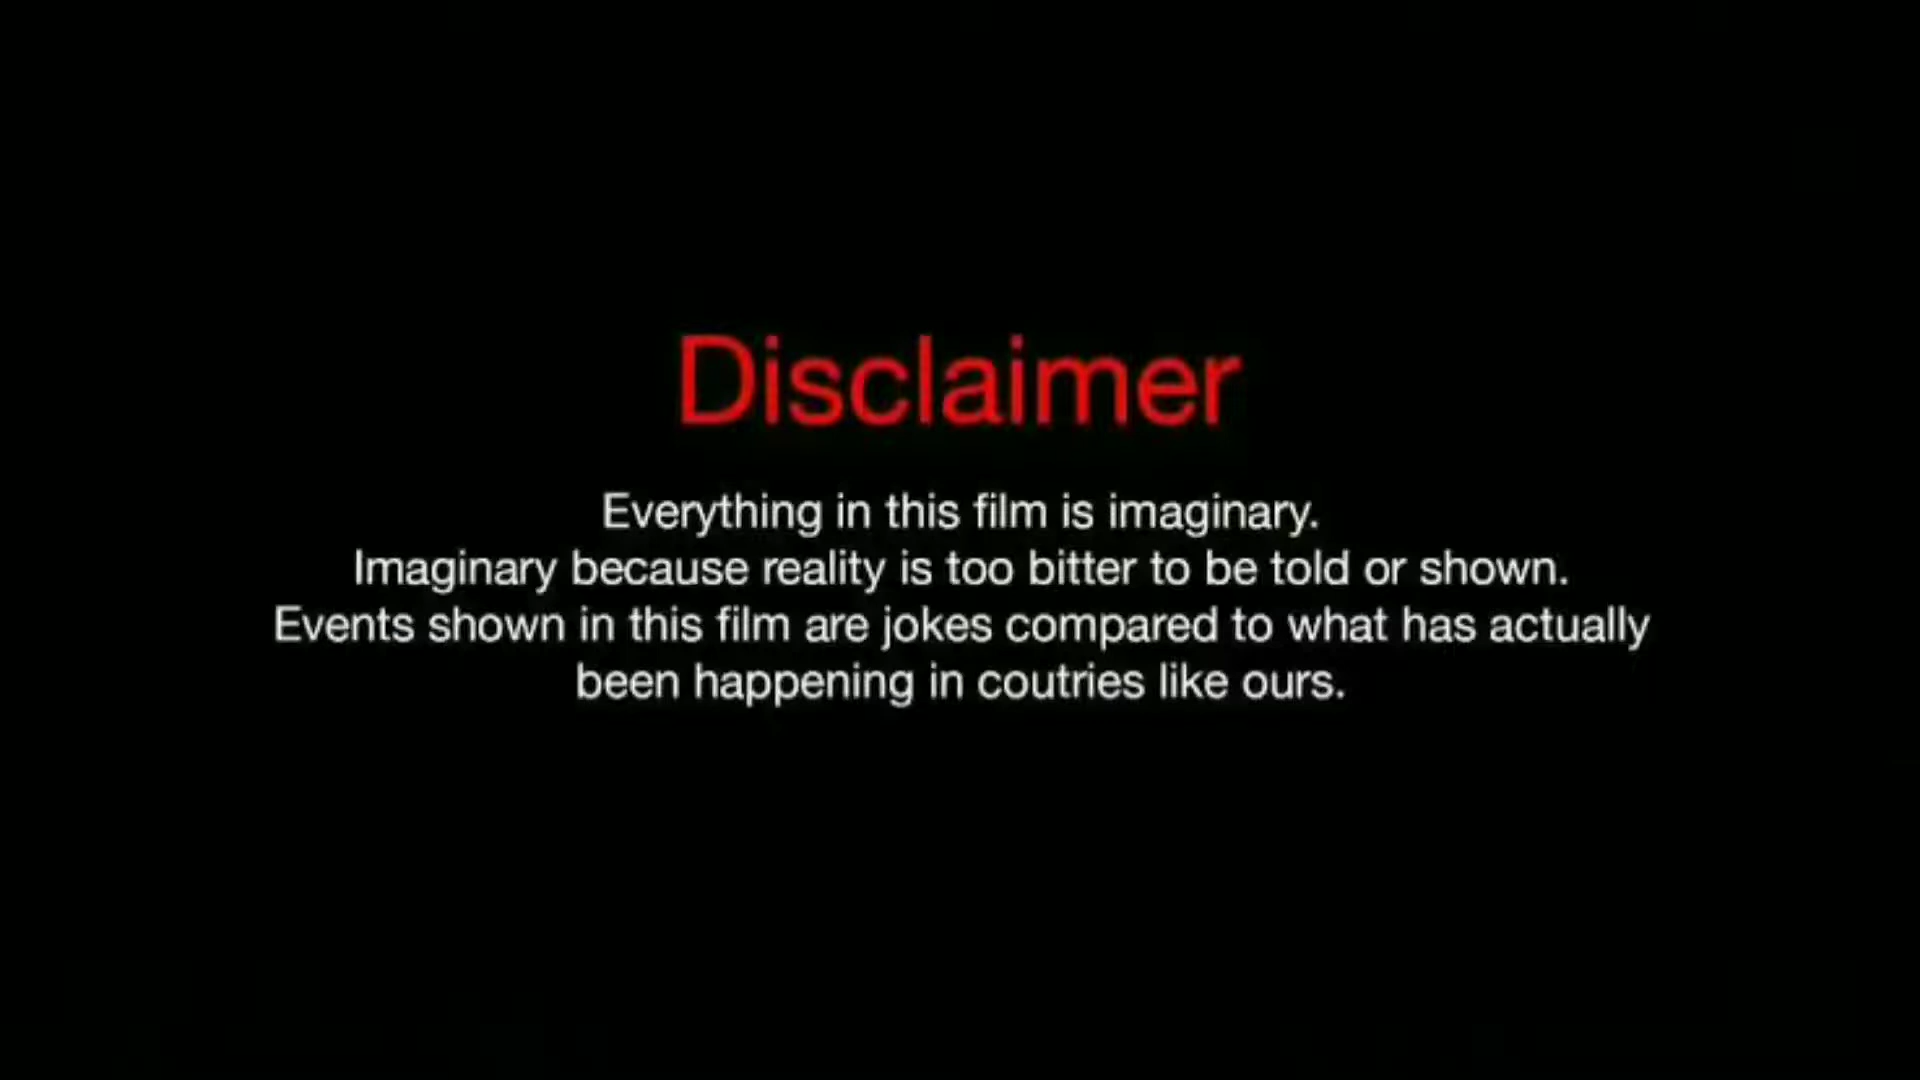 Disclaimer
Everything in this film is imaginary.
Imaginary because reality is too bitter to be told or shown.
Events shown in this film are jokes compared to what has actually
been happening in coutries like ours.